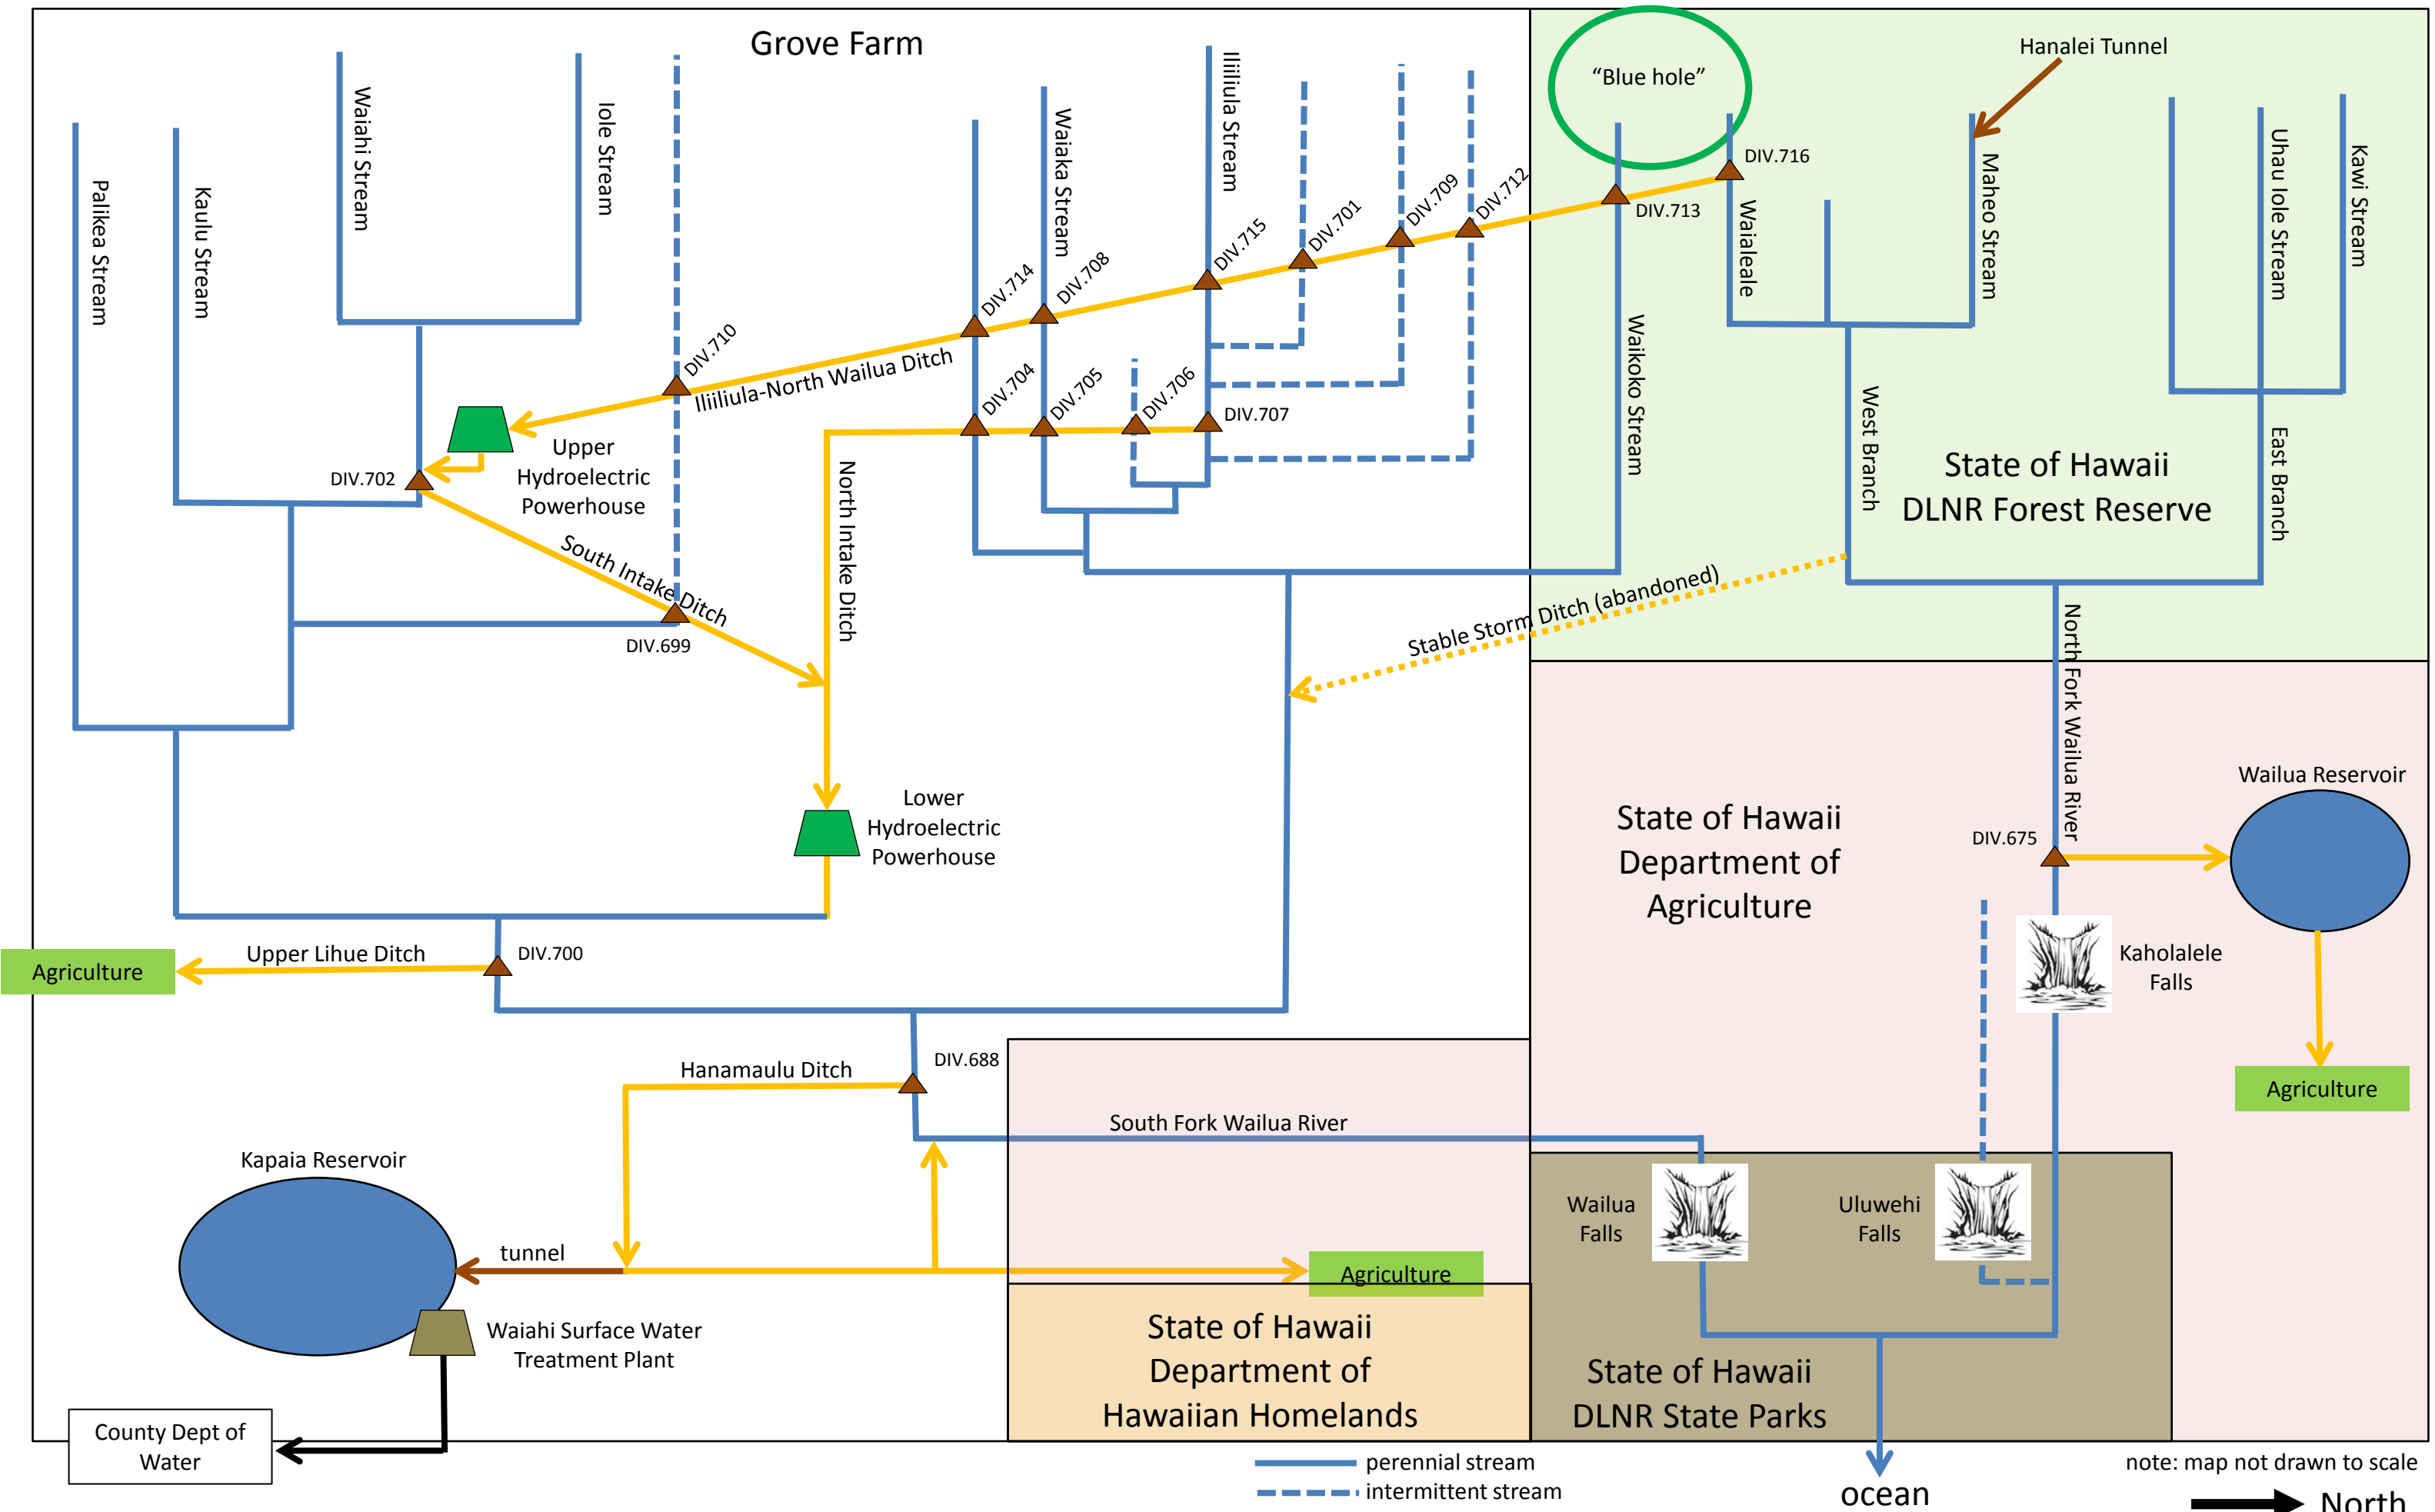 Grove Farm
"Blue hole"
Hanalei Tunnel
Palikea Stream
Kaulu Stream
Waiahi Stream
Iole Stream
Waiaka Stream
Iliiliula Stream
DIV.716
DIV.713
DIV.712
DIV.709
DIV.701
DIV.715
DIV.708
DIV.714
DIV.710
Iliiliula-North Wailua Ditch
Waikoko Stream
Waialeale
Maheo Stream
Uhau Iole Stream
Kawi Stream
West Branch
East Branch
State of Hawaii
DLNR Forest Reserve
DIV.704
DIV.705
DIV.706
DIV.707
Upper
Hydroelectric
Powerhouse
DIV.702
South Intake Ditch
North Intake Ditch
DIV.699
Stable Storm Ditch (abandoned)
North Fork Wailua River
Lower
Hydroelectric
Powerhouse
State of Hawaii
Department of
Agriculture
Wailua Reservoir
DIV.675
Kaholalele
Falls
Agriculture
Upper Lihue Ditch
DIV.700
Agriculture
Hanamaulu Ditch
DIV.688
South Fork Wailua River
Kapaia Reservoir
tunnel
Agriculture
Wailua
Falls
Uluwehi
Falls
Waiahi Surface Water
Treatment Plant
State of Hawaii
Department of
Hawaiian Homelands
State of Hawaii
DLNR State Parks
County Dept of
Water
perennial stream
intermittent stream
ocean
note: map not drawn to scale
North